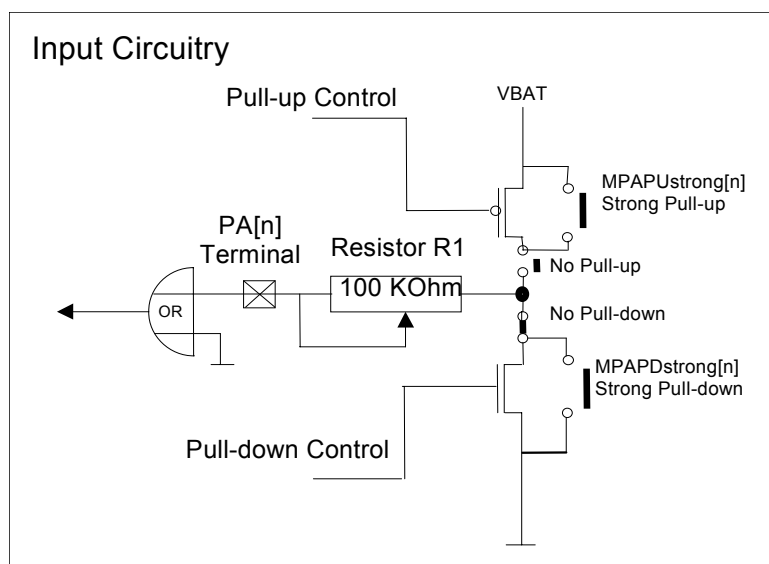 Input Circuitry
Pull-up Control
VBAT
MPAPUstrong[n]
Strong Pull-up
PA[n]
Terminal
Resistor R1
100 KOhm
No Pull-up
OR
No Pull-down
MPAPDstrong[n]
Strong Pull-down
Pull-down Control